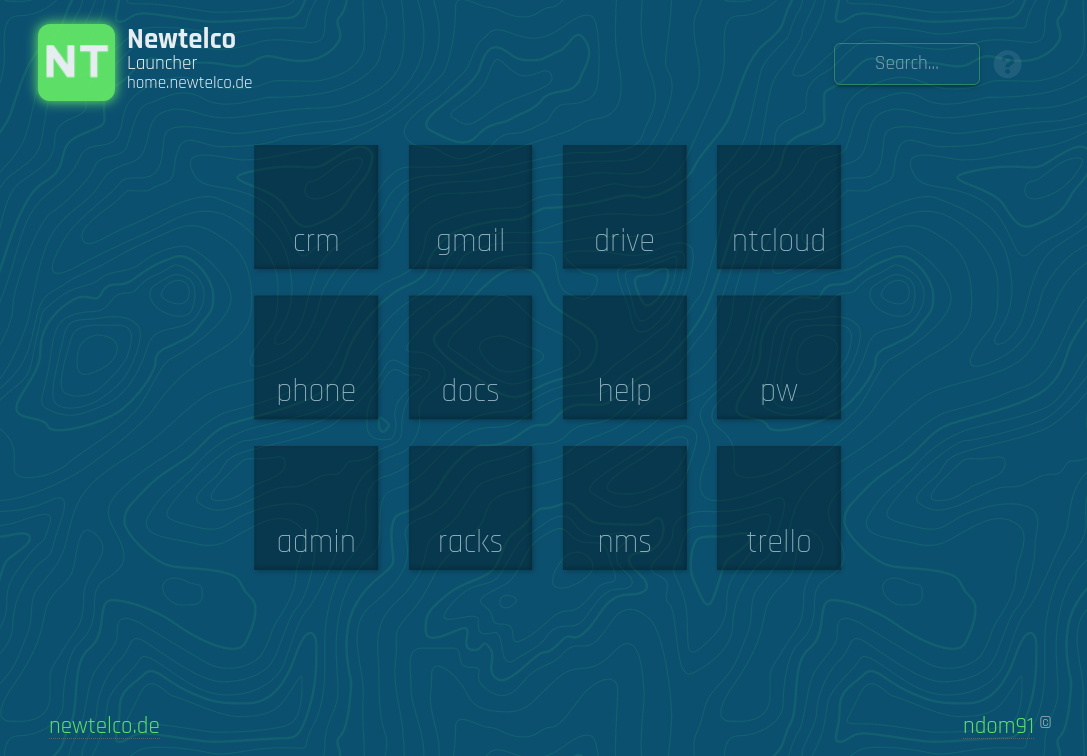 NT
Newtelco
Launcher
home.newtelco.de
Search...
?
crm gmail drive ntcloud
phone docs help pw
admin racks nms trello
newtelco.de
ndom91 ©